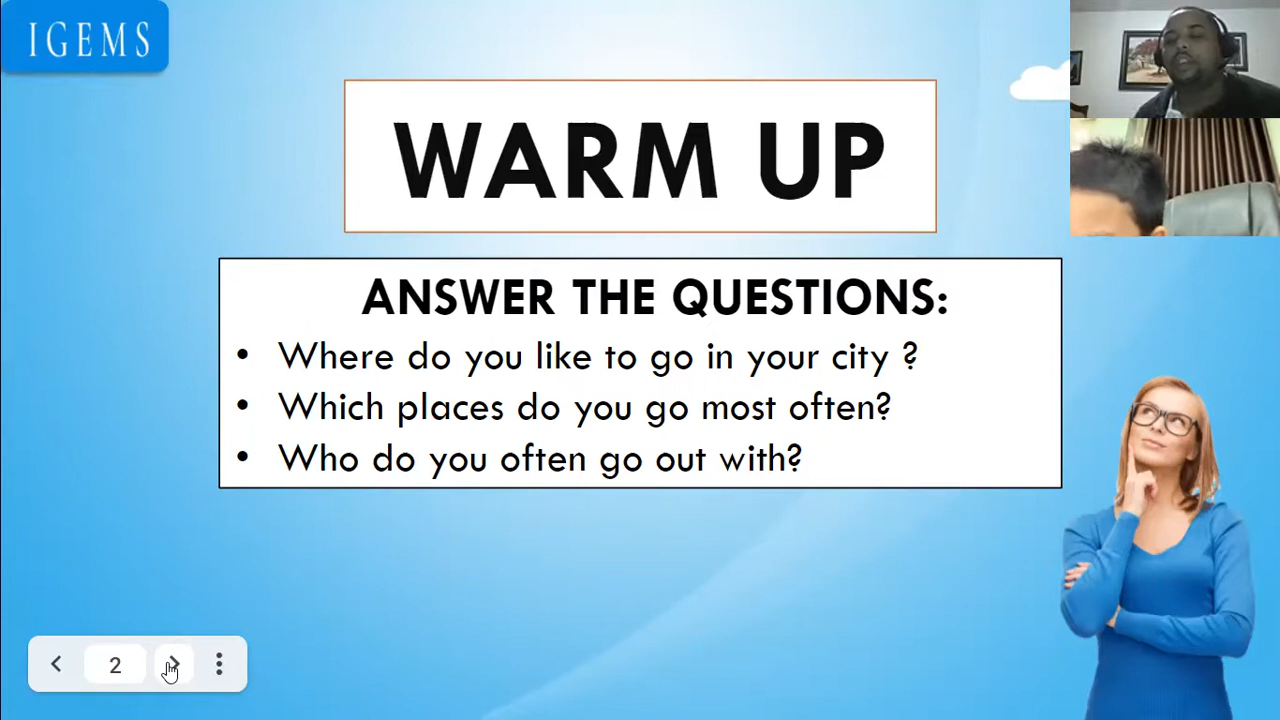 IGEMS
WARM UP
ANSWER THE QUESTIONS:
• Where do you like to go in your city ?
• Which places do you go most often?
• Who do you often go out with?
2